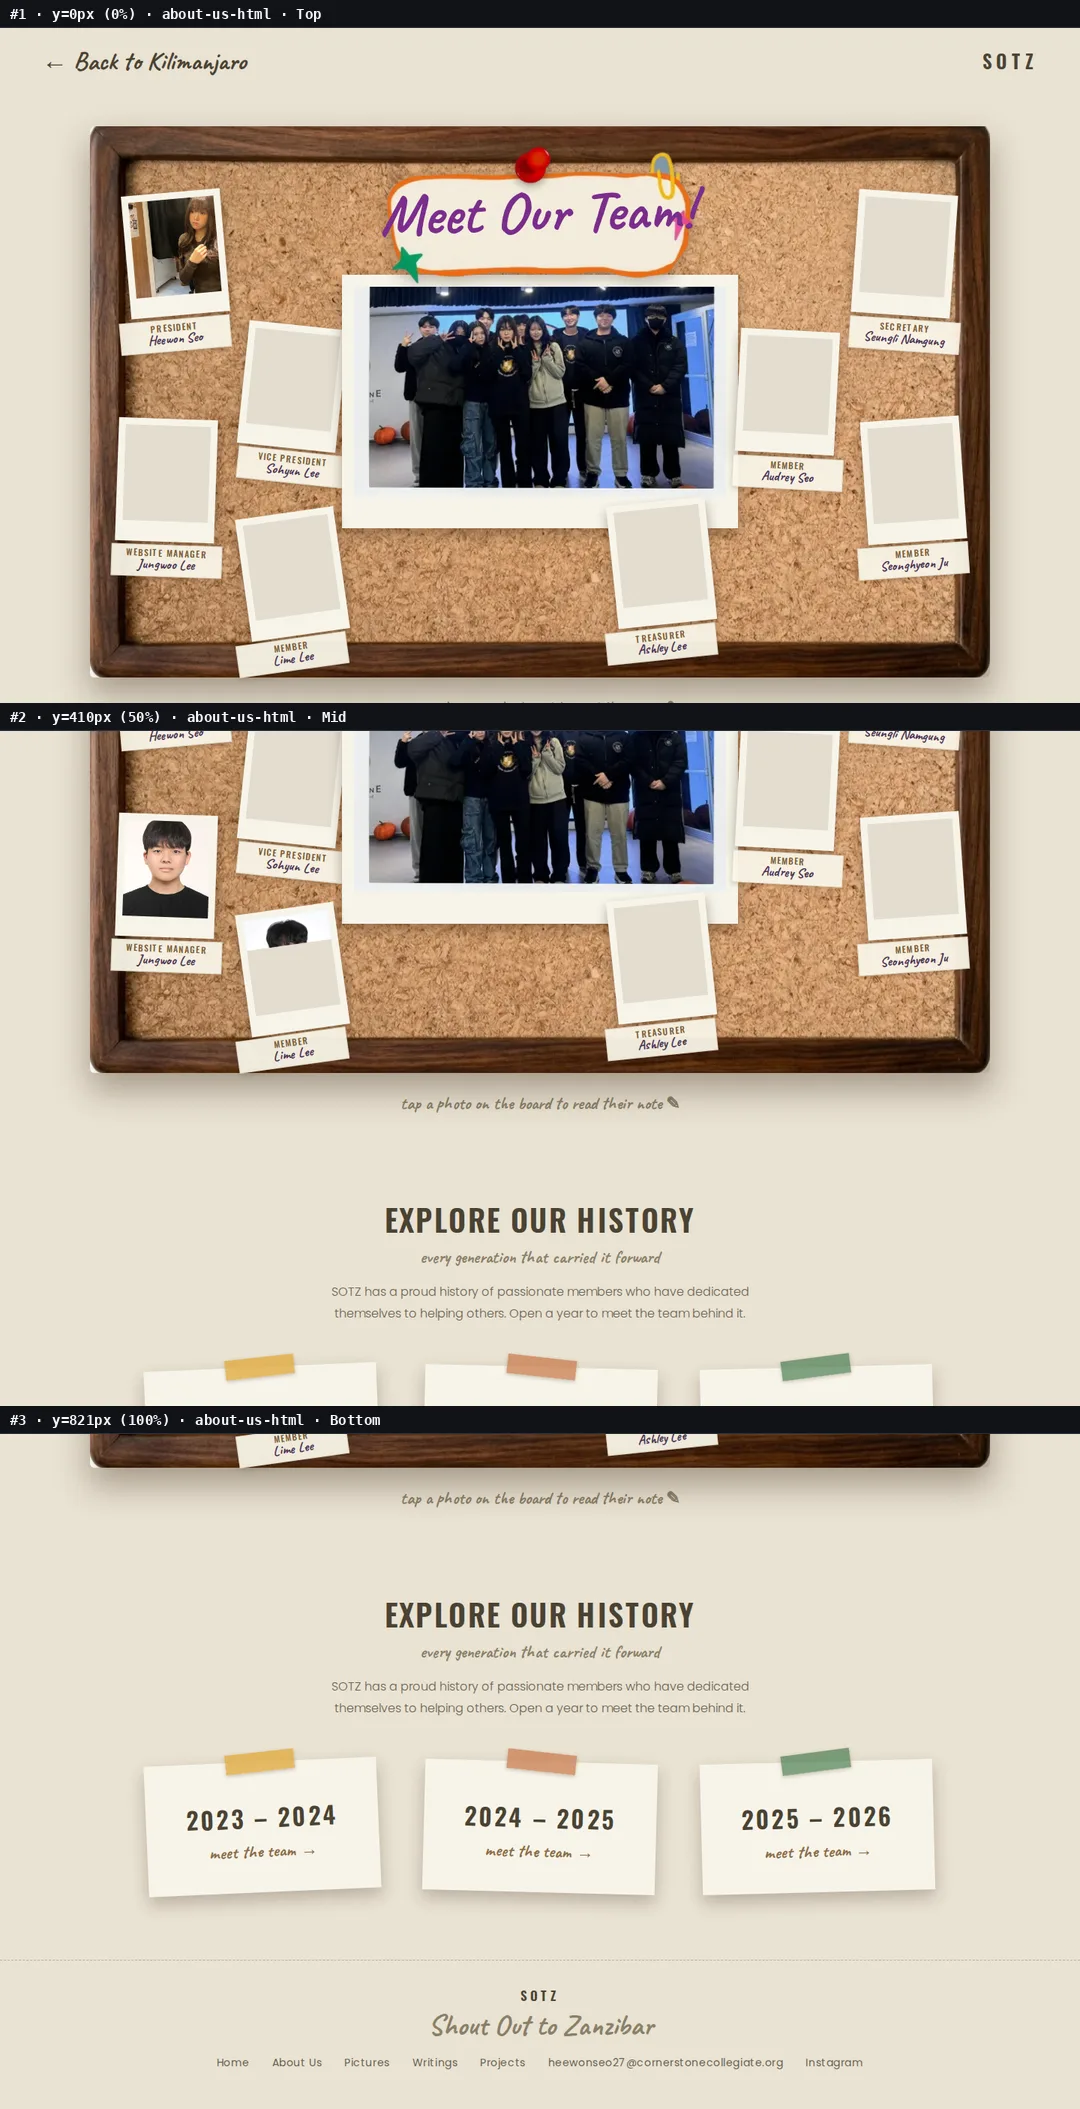 #1 · y=0px (0%) · about-us-html · Top
← Back to Kilimanjaro
SOTZ
Meet Our Team!
PRESIDENT
Heewon Seo
SECRETARY
Seungli Namgung
VICE PRESIDENT
Sohyun Lee
MEMBER
Audrey Seo
WEBSITE MANAGER
Jungwoo Lee
MEMBER
Seonghyeon Ju
MEMBER
Lime Lee
TREASURER
Ashley Lee
#2 · y=410px (50%) · about-us-html · Mid
Heewon Seo
Seungli Namgung
VICE PRESIDENT
Sohyun Lee
MEMBER
Audrey Seo
WEBSITE MANAGER
Jungwoo Lee
MEMBER
Seonghyeon Ju
MEMBER
Lime Lee
TREASURER
Ashley Lee
tap a photo on the board to read their note ✎
EXPLORE OUR HISTORY
every generation that carried it forward
SOTZ has a proud history of passionate members who have dedicated
themselves to helping others. Open a year to meet the team behind it.
#3 · y=821px (100%) · about-us-html · Bottom
MEMBER
Lime Lee
Ashley Lee
tap a photo on the board to read their note ✎
EXPLORE OUR HISTORY
every generation that carried it forward
SOTZ has a proud history of passionate members who have dedicated
themselves to helping others. Open a year to meet the team behind it.
2023 – 2024
meet the team →
2024 – 2025
meet the team →
2025 – 2026
meet the team →
SOTZ
Shout Out to Zanzibar
Home About Us Pictures Writings Projects heewonseo27@cornerstonecollegiate.org Instagram